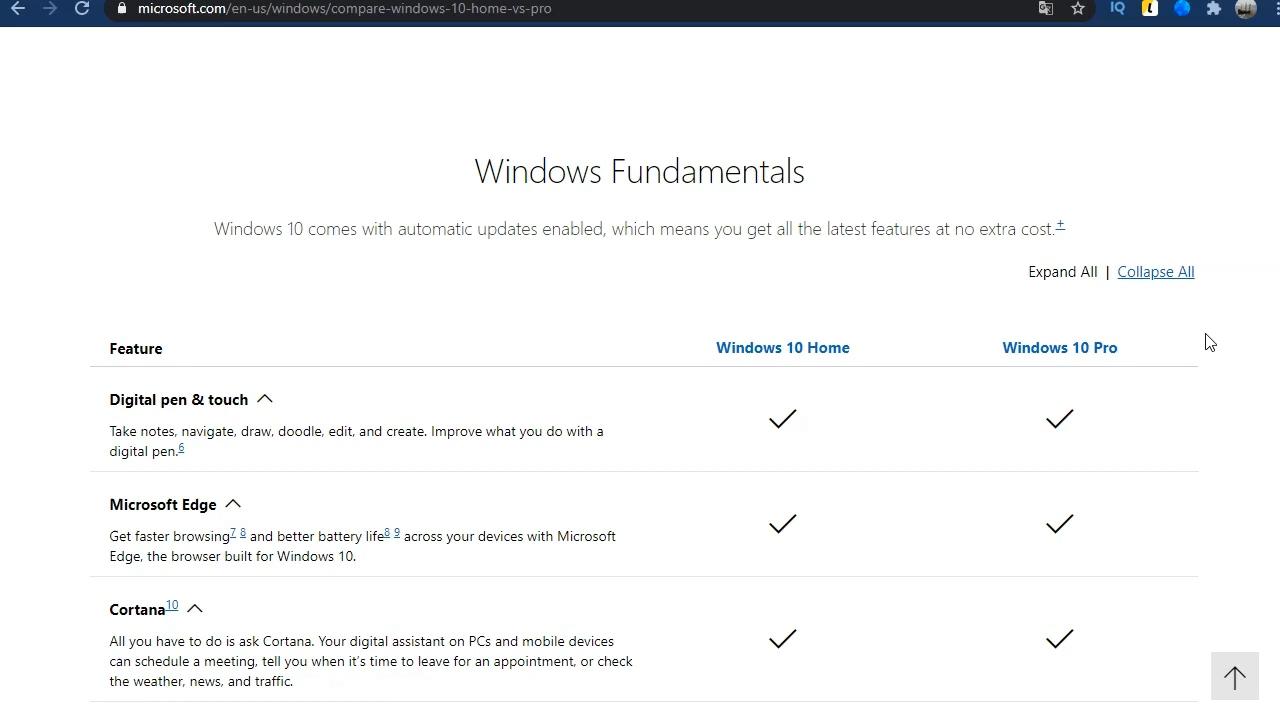 microsoft.com/en-us/windows/compare-windows-10-home-vs-pro
IQ
Windows Fundamentals
Windows 10 comes with automatic updates enabled, which means you get all the latest features at no extra cost.+
Expand All | Collapse All
Feature Windows 10 Home Windows 10 Pro
Digital pen & touch
Take notes, navigate, draw, doodle, edit, and create. Improve what you do with a
digital pen.6
Microsoft Edge
Get faster browsing7 8 and better battery life8 9 across your devices with Microsoft
Edge, the browser built for Windows 10.
Cortana10
All you have to do is ask Cortana. Your digital assistant on PCs and mobile devices
can schedule a meeting, tell you when it's time to leave for an appointment, or check
the weather, news, and traffic.